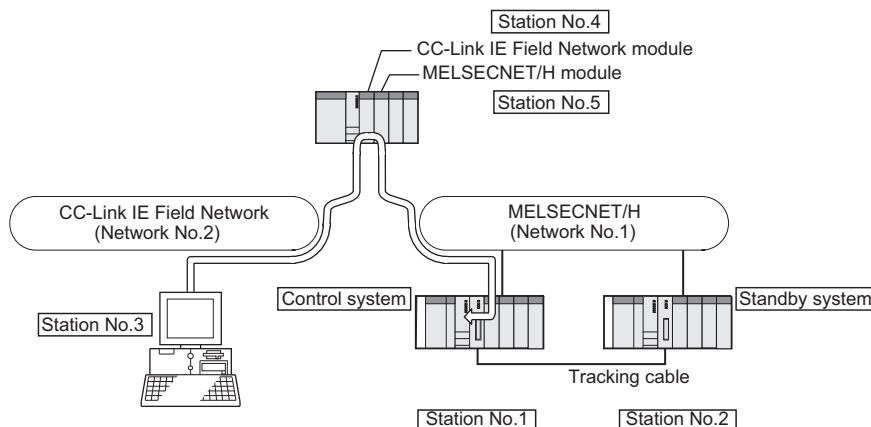 Station No.4
CC-Link IE Field Network module
MELSECNET/H module
Station No.5
CC-Link IE Field Network
(Network No.2)
MELSECNET/H
(Network No.1)
Control system
Standby system
Station No.3
Tracking cable
Station No.1
Station No.2